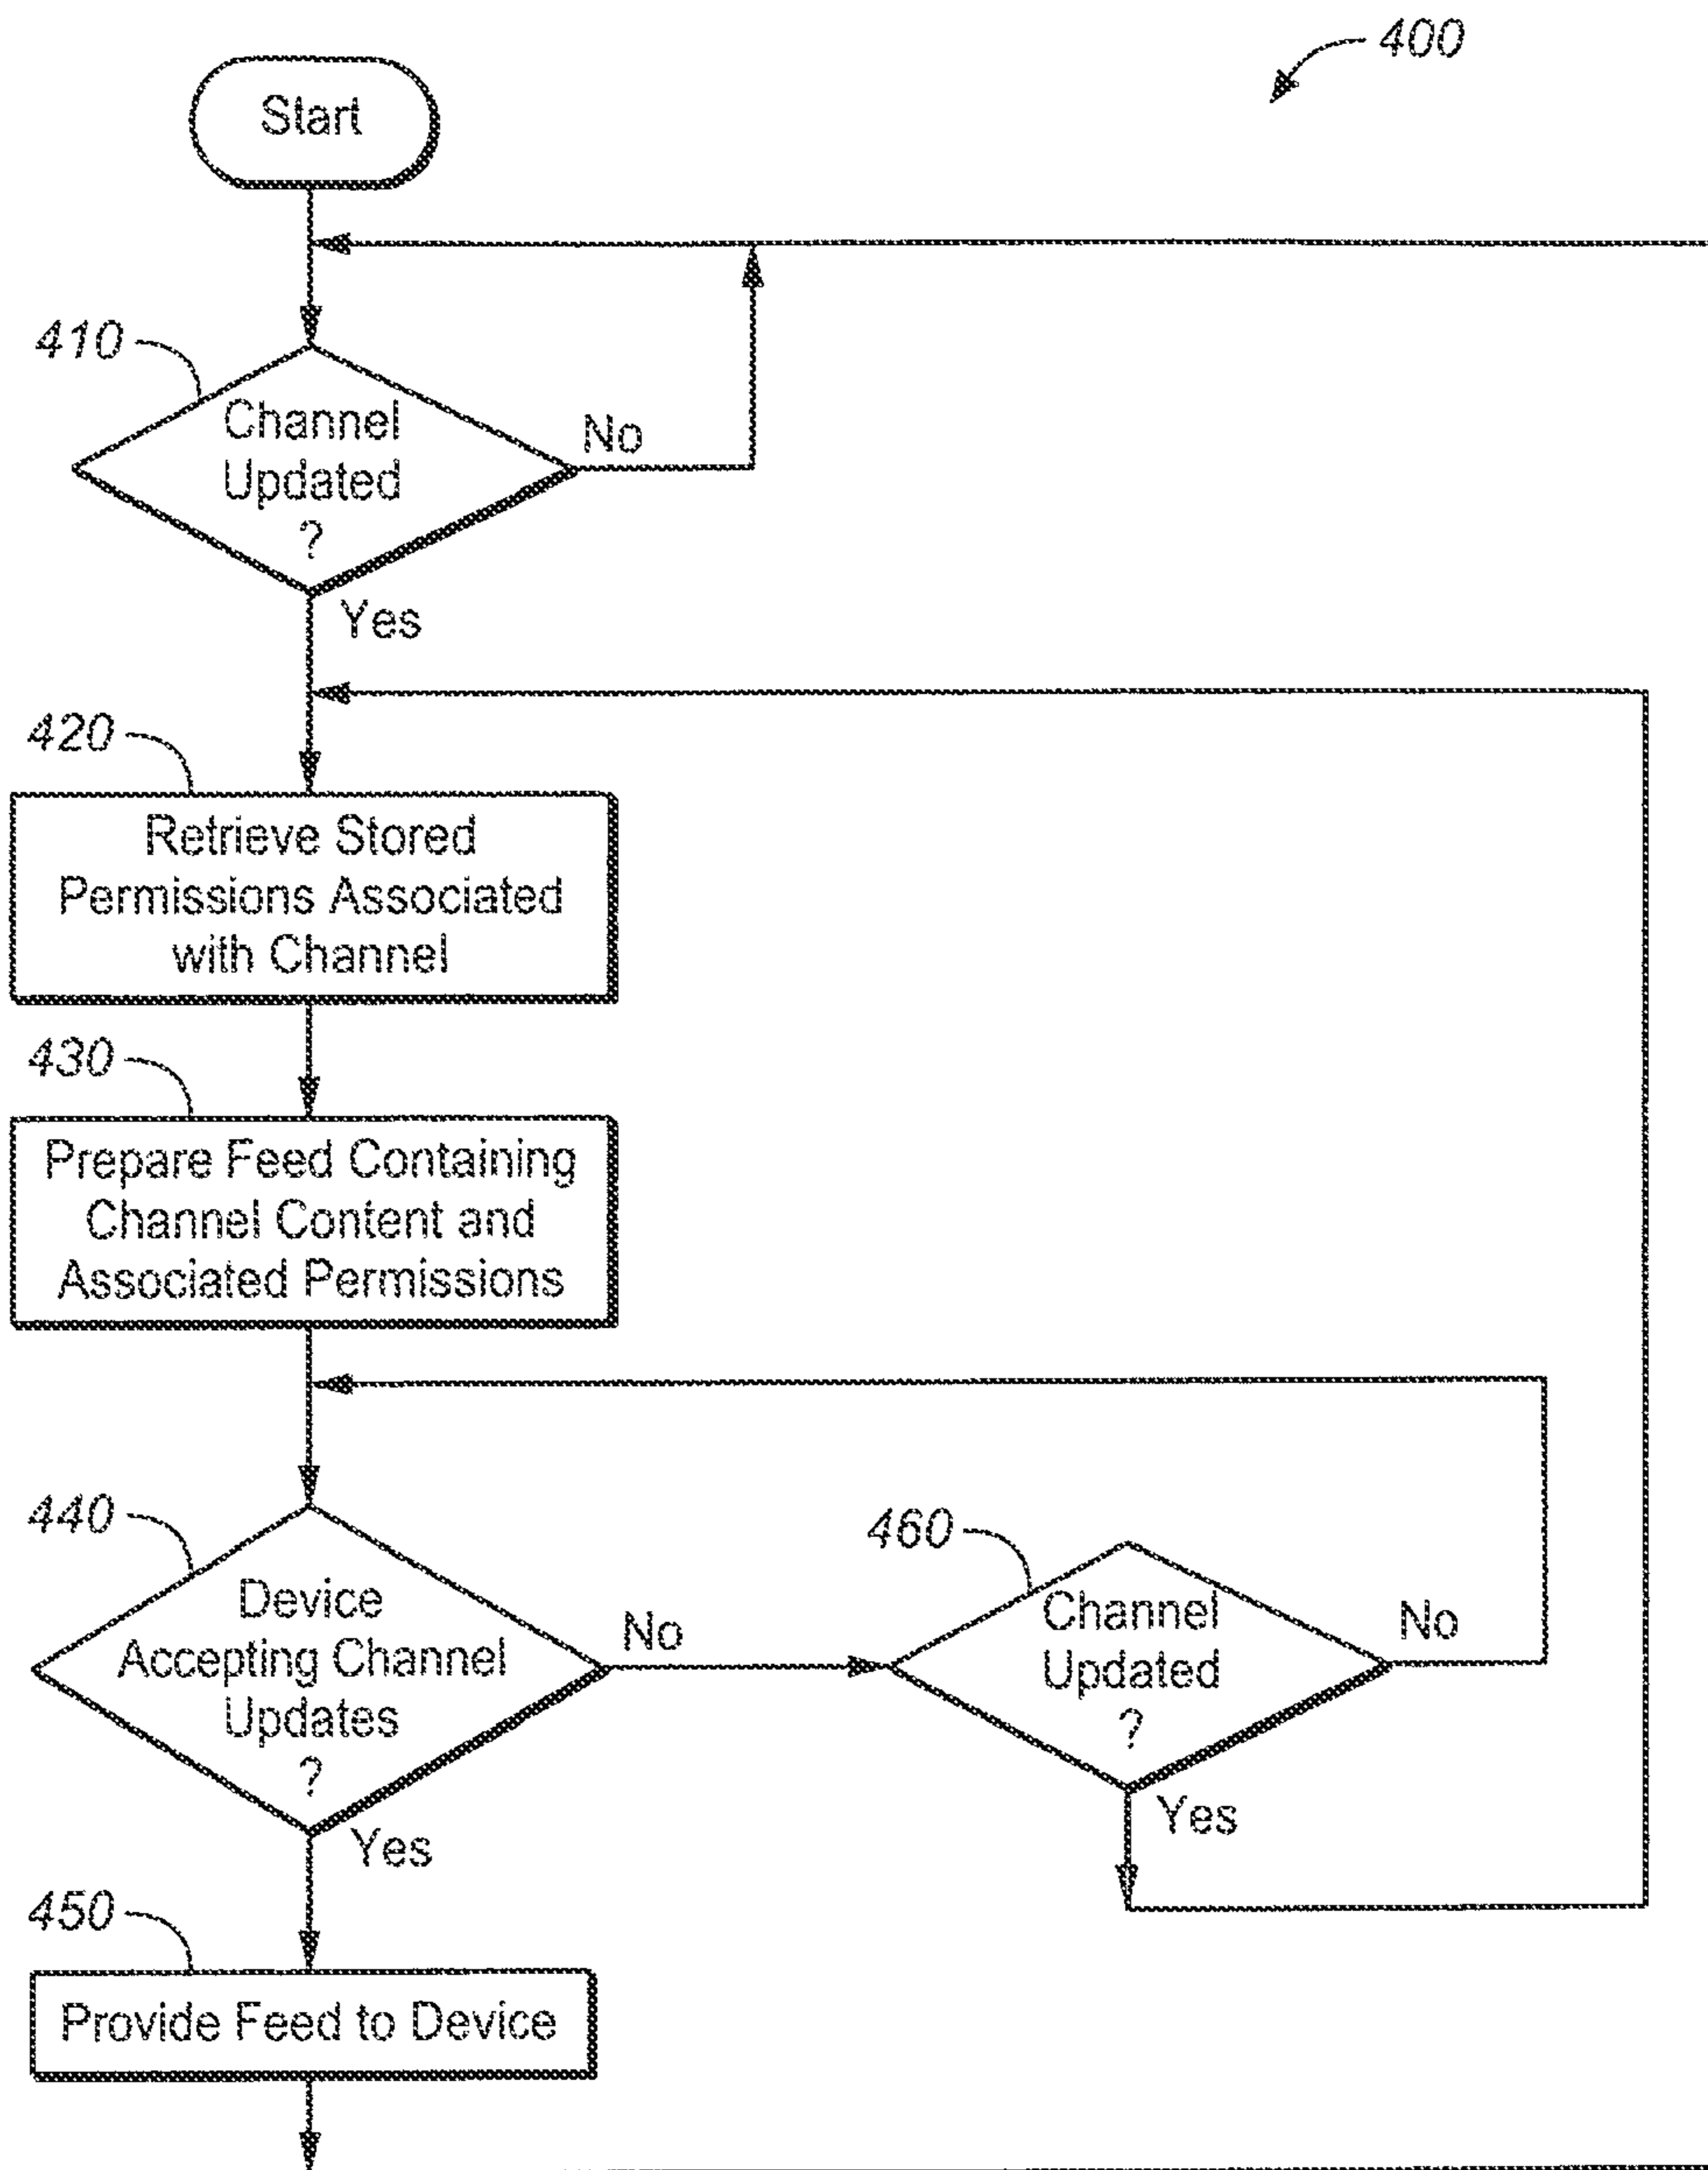 400
Start
410
Channel
Updated
?
No
Yes
420
Retrieve Stored
Permissions Associated
with Channel
430
Prepare Feed Containing
Channel Content and
Associated Permissions
440
Device
Accepting Channel
Updates
?
No
Yes
460
Channel
Updated
?
No
Yes
450
Provide Feed to Device